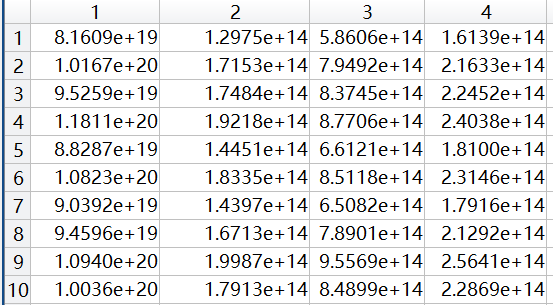 1 2 3 4
1 8.1609e+19 1.2975e+14 5.8606e+14 1.6139e+14
2 1.0167e+20 1.7153e+14 7.9492e+14 2.1633e+14
3 9.5259e+19 1.7484e+14 8.3745e+14 2.2452e+14
4 1.1811e+20 1.9218e+14 8.7706e+14 2.4038e+14
5 8.8287e+19 1.4451e+14 6.6121e+14 1.8100e+14
6 1.0823e+20 1.8335e+14 8.5118e+14 2.3146e+14
7 9.0392e+19 1.4397e+14 6.5082e+14 1.7916e+14
8 9.4596e+19 1.6713e+14 7.8901e+14 2.1292e+14
9 1.0940e+20 1.9987e+14 9.5569e+14 2.5641e+14
10 1.0036e+20 1.7913e+14 8.4899e+14 2.2869e+14